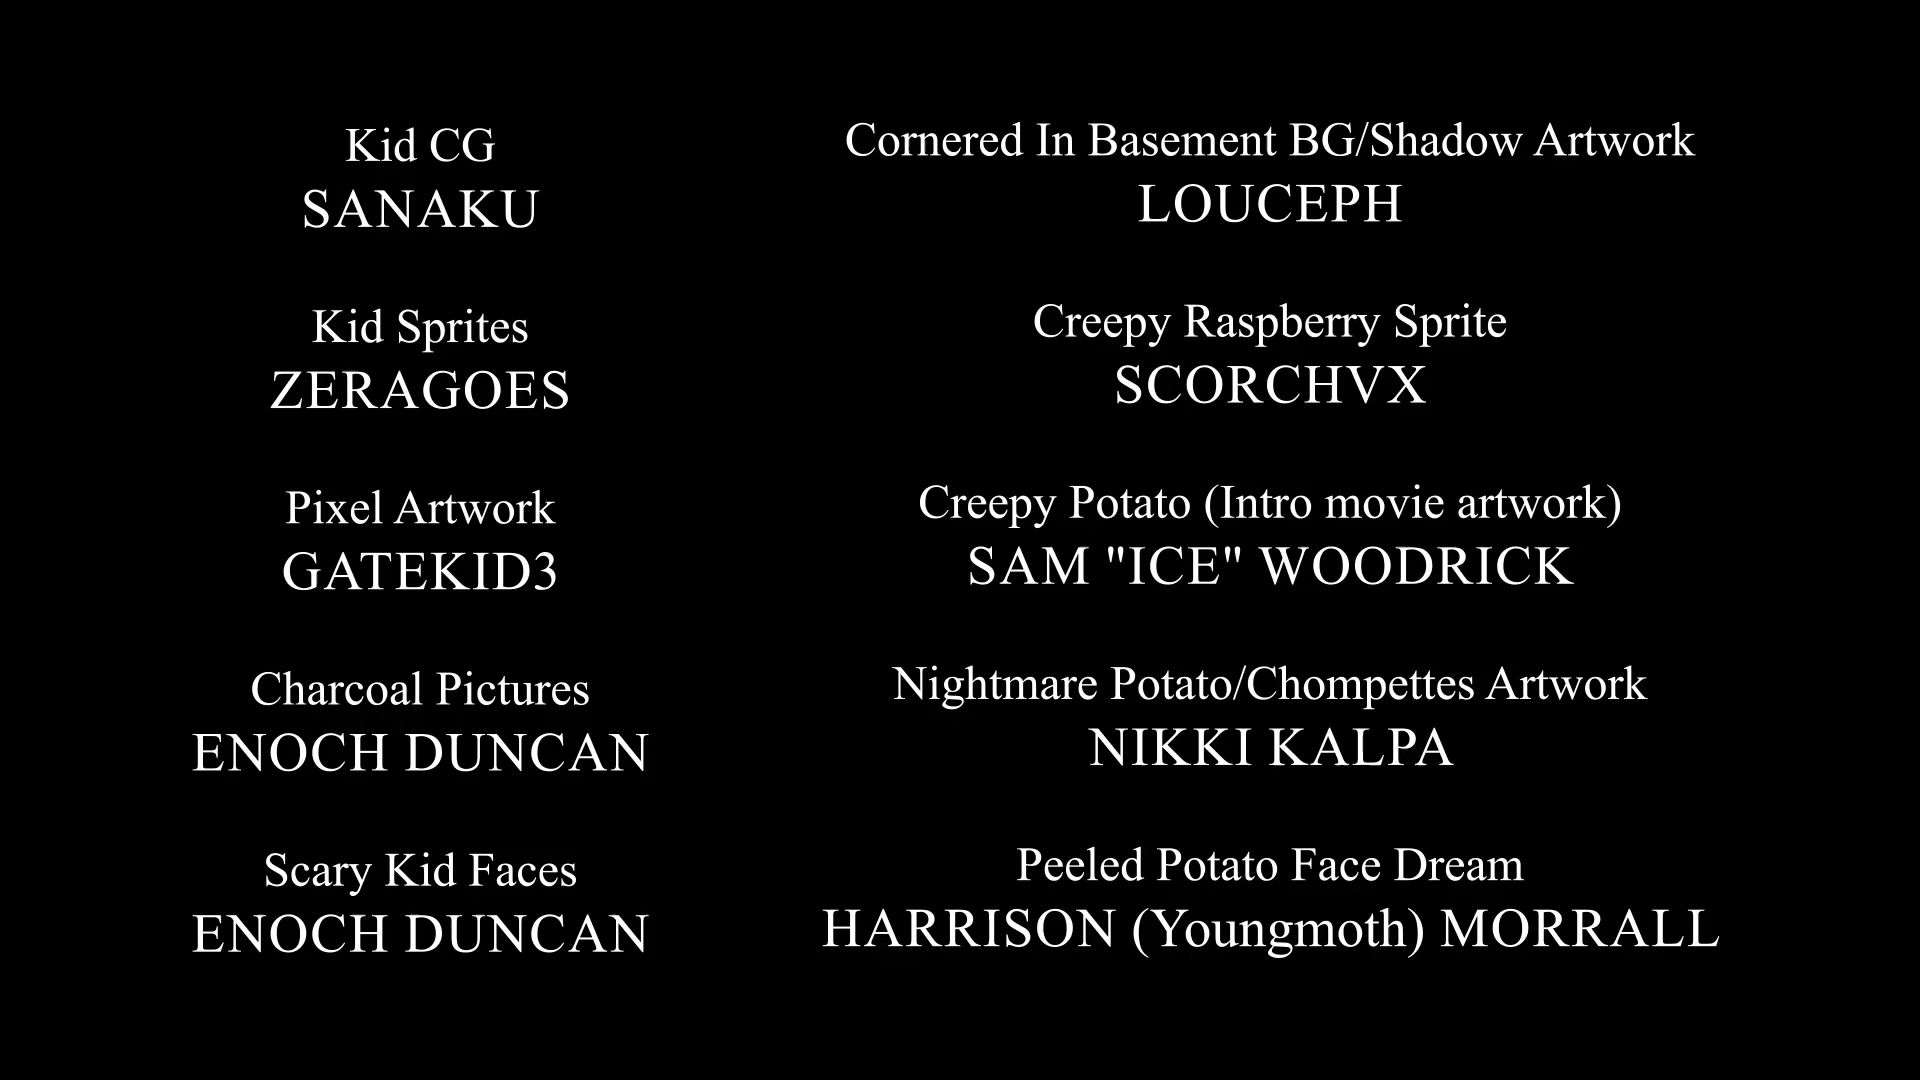 Kid CG
SANAKU
Kid Sprites
ZERAGOES
Pixel Artwork
GATEKID3
Charcoal Pictures
ENOCH DUNCAN
Scary Kid Faces
ENOCH DUNCAN
Cornered In Basement BG/Shadow Artwork
LOUCEPH
Creepy Raspberry Sprite
SCORCHVX
Creepy Potato (Intro movie artwork)
SAM "ICE" WOODRICK
Nightmare Potato/Chompettes Artwork
NIKKI KALPA
Peeled Potato Face Dream
HARRISON (Youngmoth) MORRALL